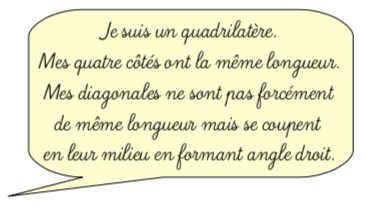 Je suis un quadrilatère.
Mes quatre côtés ont la même longueur.
Mes diagonales ne sont pas forcément
de même longueur mais se coupent
en leur milieu en formant angle droit.